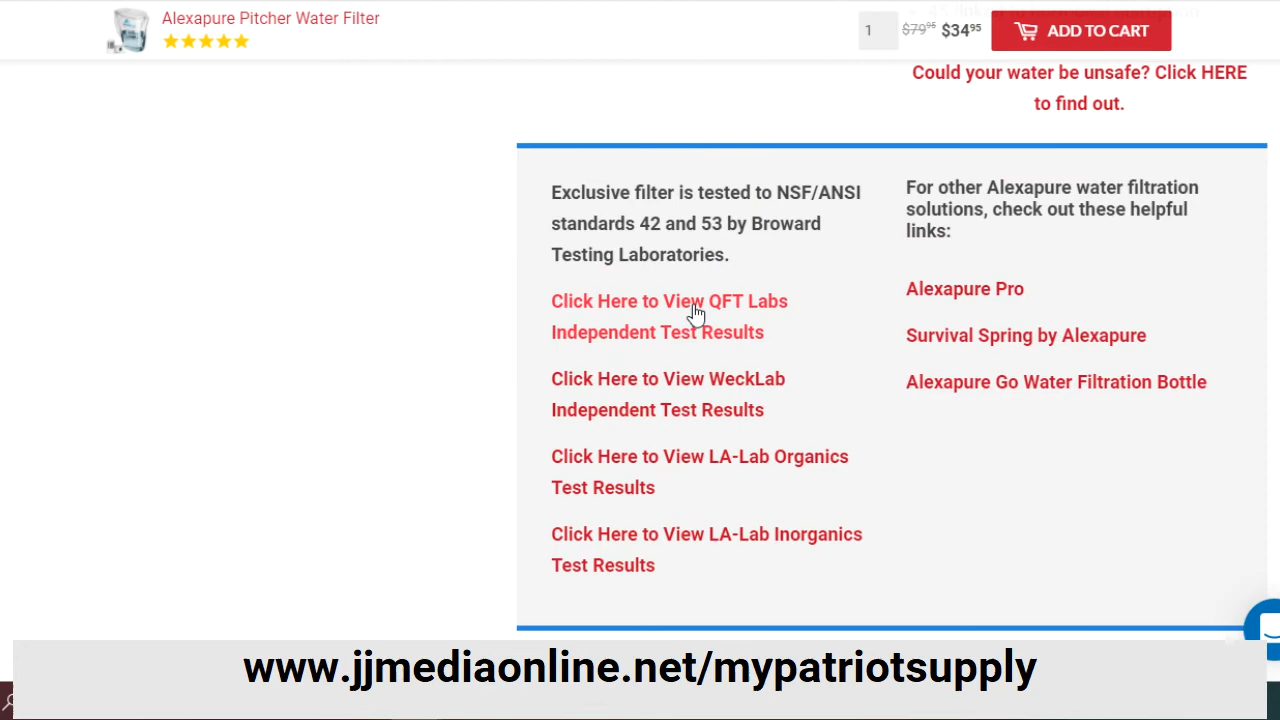 Alexapure Pitcher Water Filter
1 $79.95 $34.95 ADD TO CART
Could your water be unsafe? Click HERE
to find out.
Exclusive filter is tested to NSF/ANSI
standards 42 and 53 by Broward
Testing Laboratories.
Click Here to View QFT Labs
Independent Test Results
Click Here to View WeckLab
Independent Test Results
Click Here to View LA-Lab Organics
Test Results
Click Here to View LA-Lab Inorganics
Test Results
For other Alexapure water filtration
solutions, check out these helpful
links:
Alexapure Pro
Survival Spring by Alexapure
Alexapure Go Water Filtration Bottle
www.jjmediaonline.net/mypatriotsupply